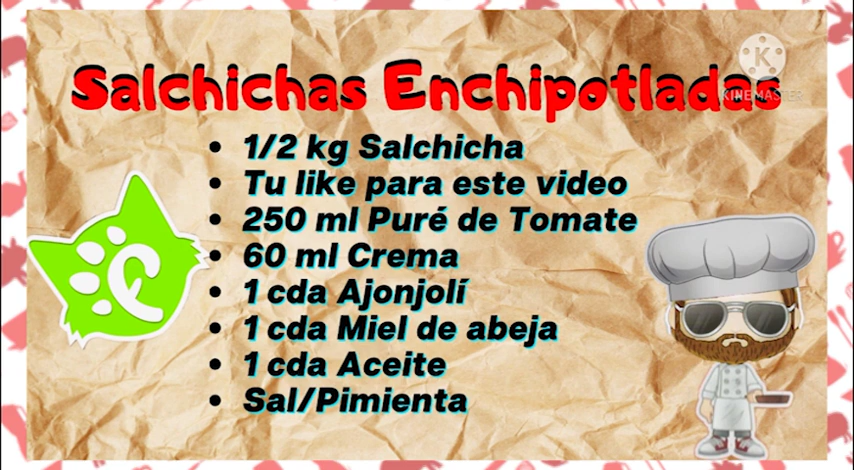 KINEMASTER
Salchichas Enchipotladas
• 1/2 kg Salchicha
• Tu like para este video
• 250 ml Puré de Tomate
• 60 ml Crema
• 1 cda Ajonjolí
• 1 cda Miel de abeja
• 1 cda Aceite
• Sal/Pimienta